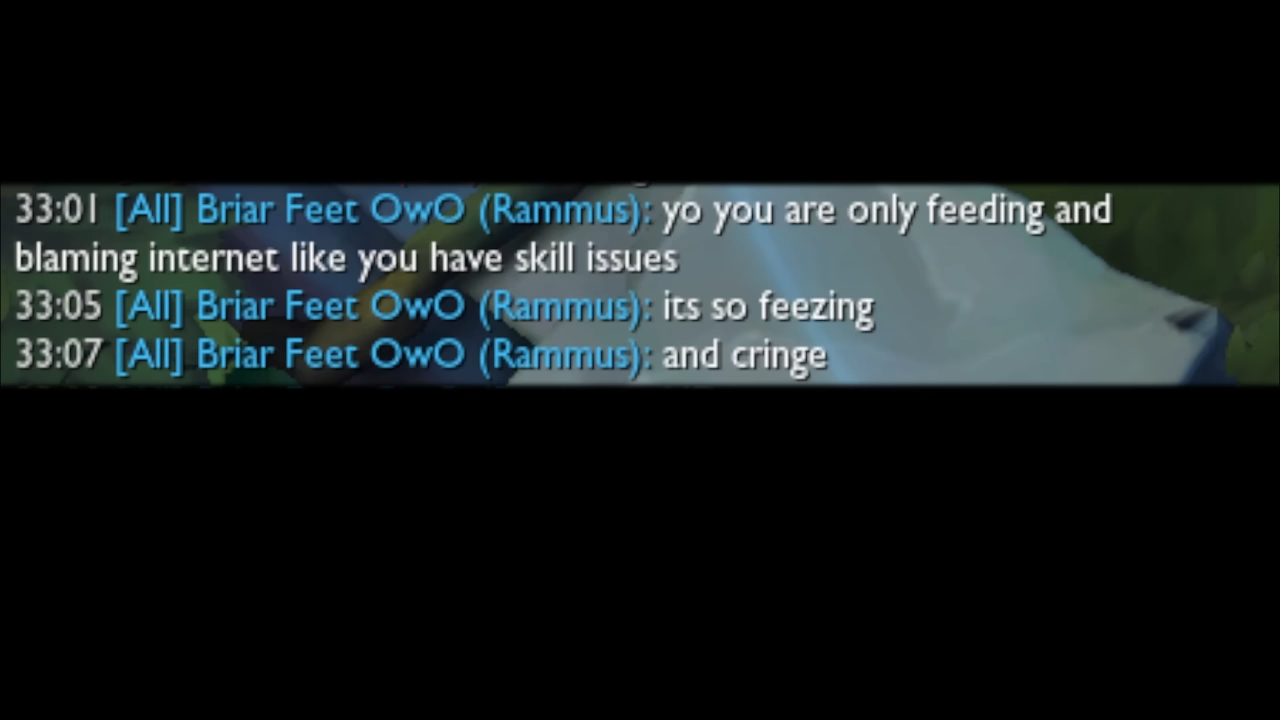 33:01 [All] Briar Feet OwO (Rammus): yo you are only feeding and
blaming internet like you have skill issues
33:05 [All] Briar Feet OwO (Rammus): its so feezing
33:07 [All] Briar Feet OwO (Rammus): and cringe